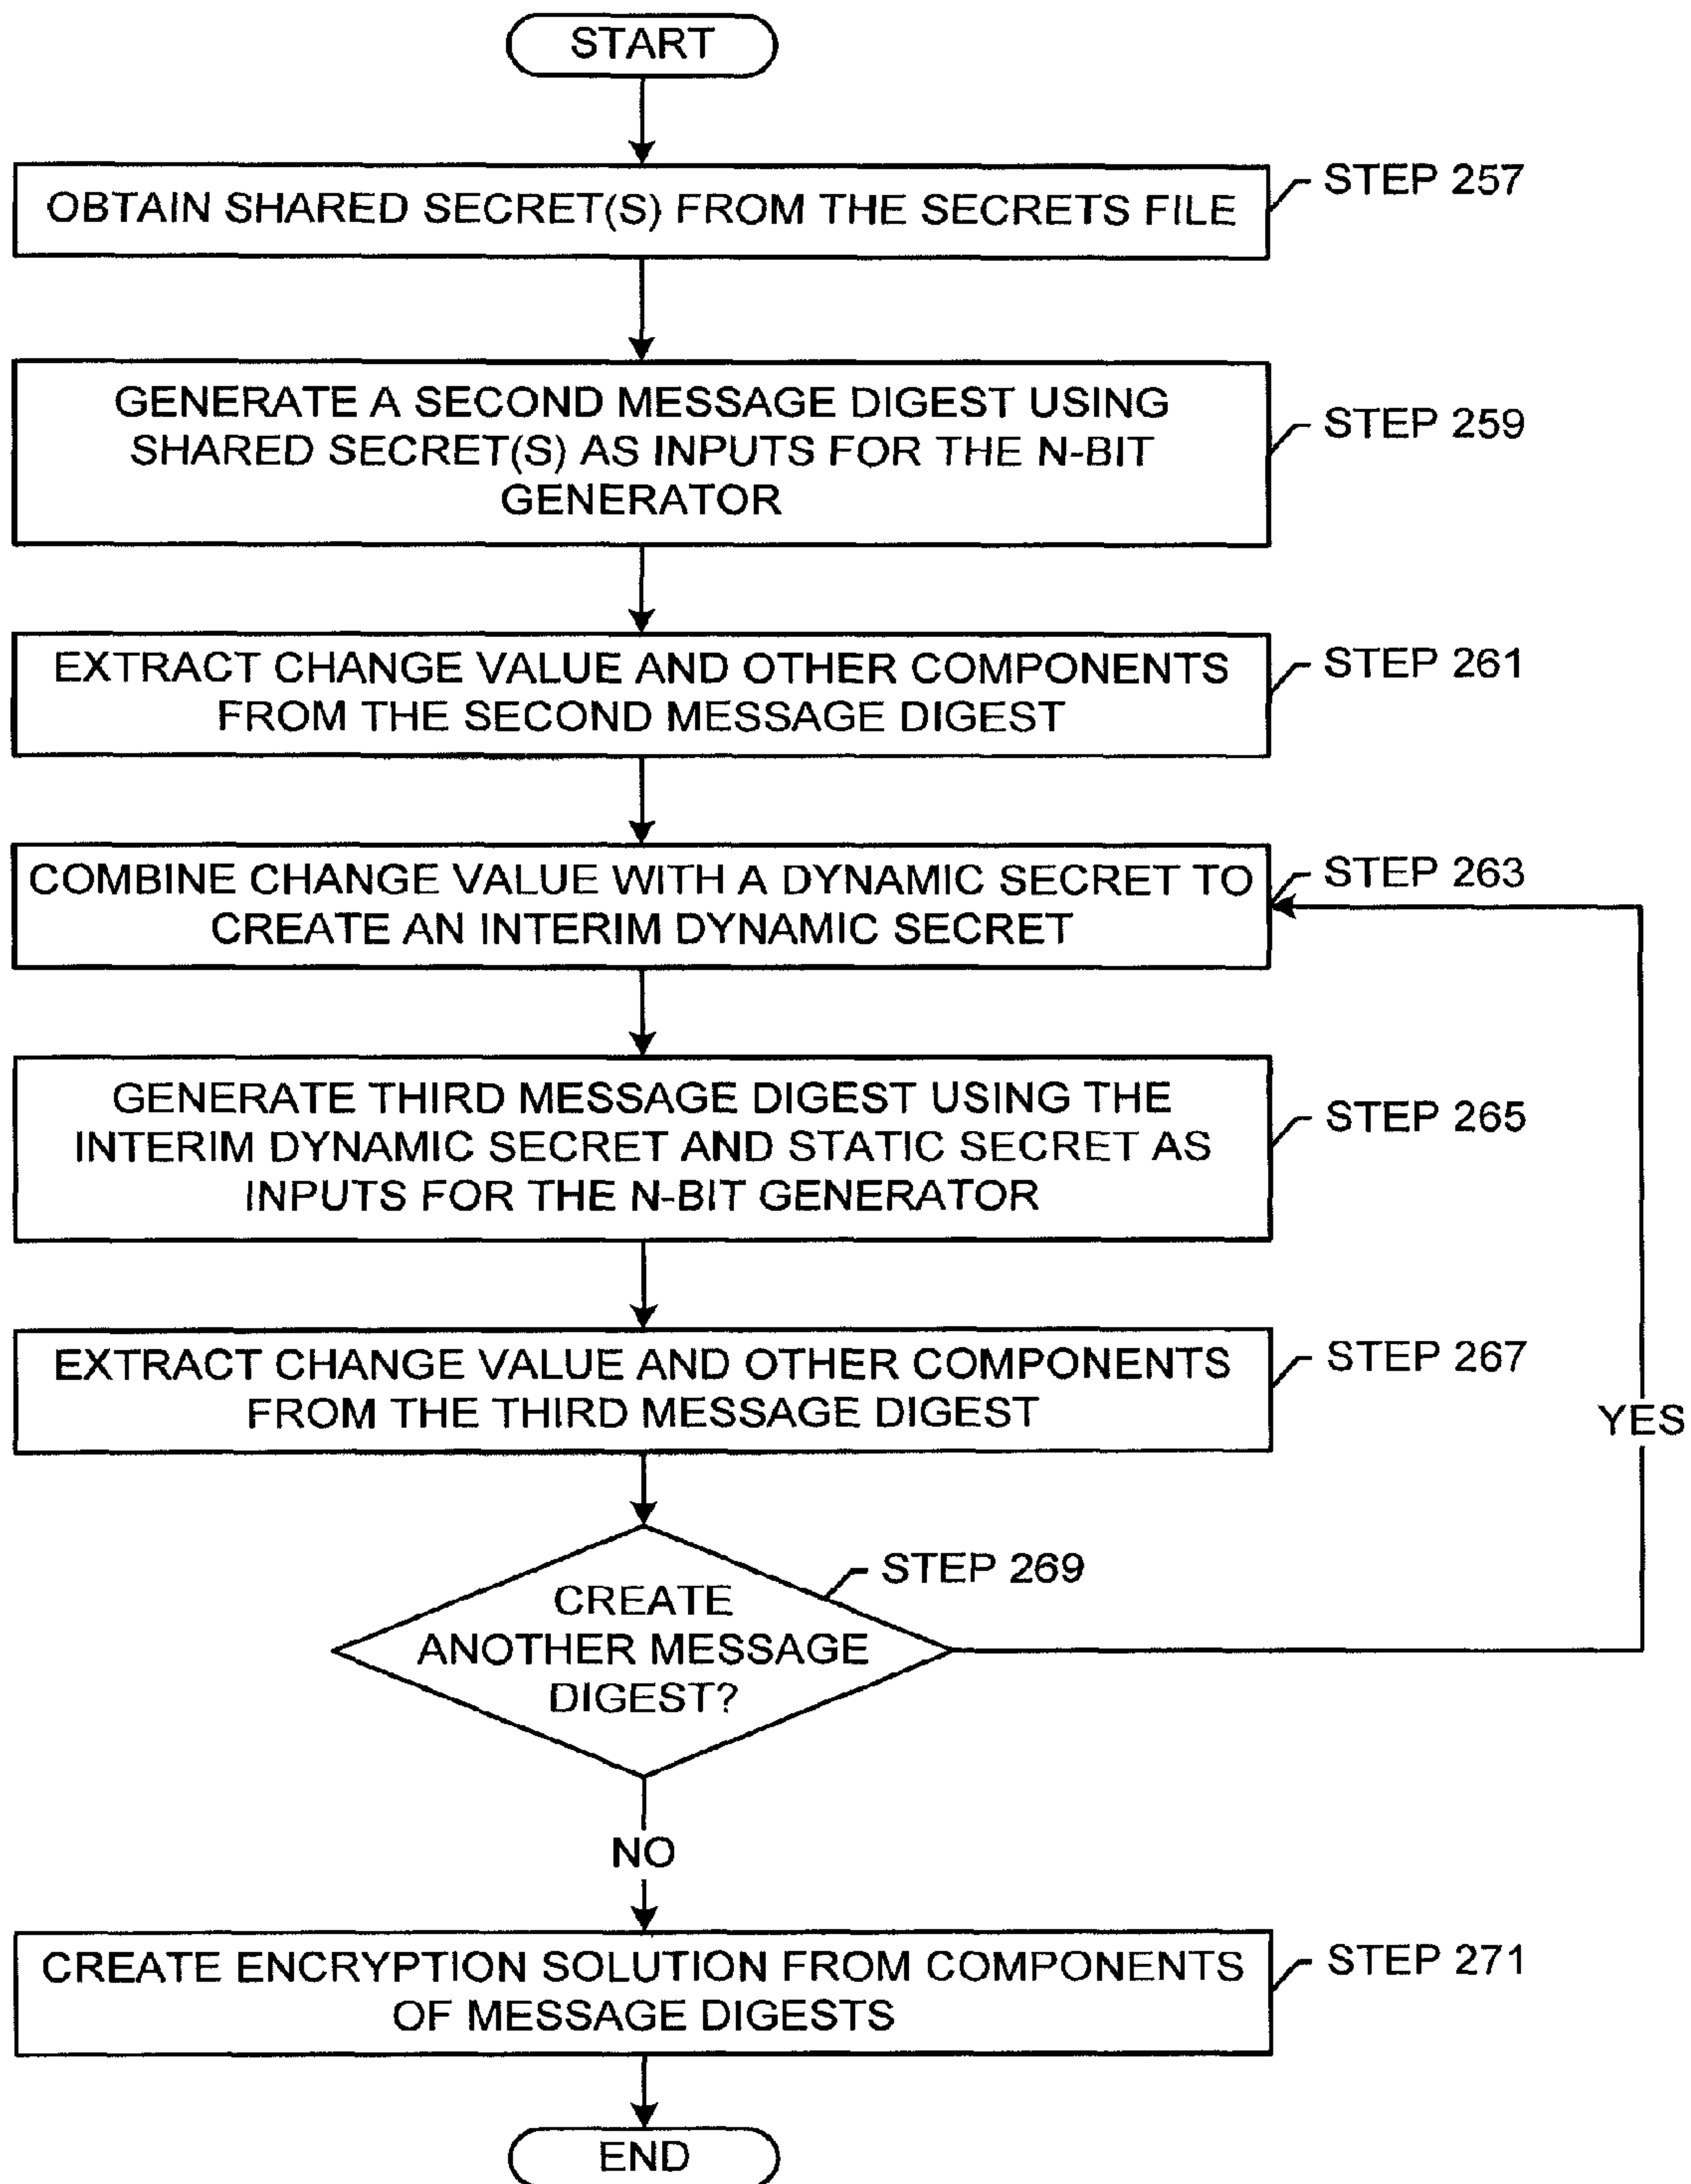 START
OBTAIN SHARED SECRET(S) FROM THE SECRETS FILE
STEP 257
GENERATE A SECOND MESSAGE DIGEST USING
SHARED SECRET(S) AS INPUTS FOR THE N-BIT
GENERATOR
STEP 259
EXTRACT CHANGE VALUE AND OTHER COMPONENTS
FROM THE SECOND MESSAGE DIGEST
STEP 261
COMBINE CHANGE VALUE WITH A DYNAMIC SECRET TO
CREATE AN INTERIM DYNAMIC SECRET
STEP 263
GENERATE THIRD MESSAGE DIGEST USING THE
INTERIM DYNAMIC SECRET AND STATIC SECRET AS
INPUTS FOR THE N-BIT GENERATOR
STEP 265
EXTRACT CHANGE VALUE AND OTHER COMPONENTS
FROM THE THIRD MESSAGE DIGEST
STEP 267
YES
CREATE
ANOTHER MESSAGE
DIGEST?
STEP 269
NO
CREATE ENCRYPTION SOLUTION FROM COMPONENTS
OF MESSAGE DIGESTS
STEP 271
END